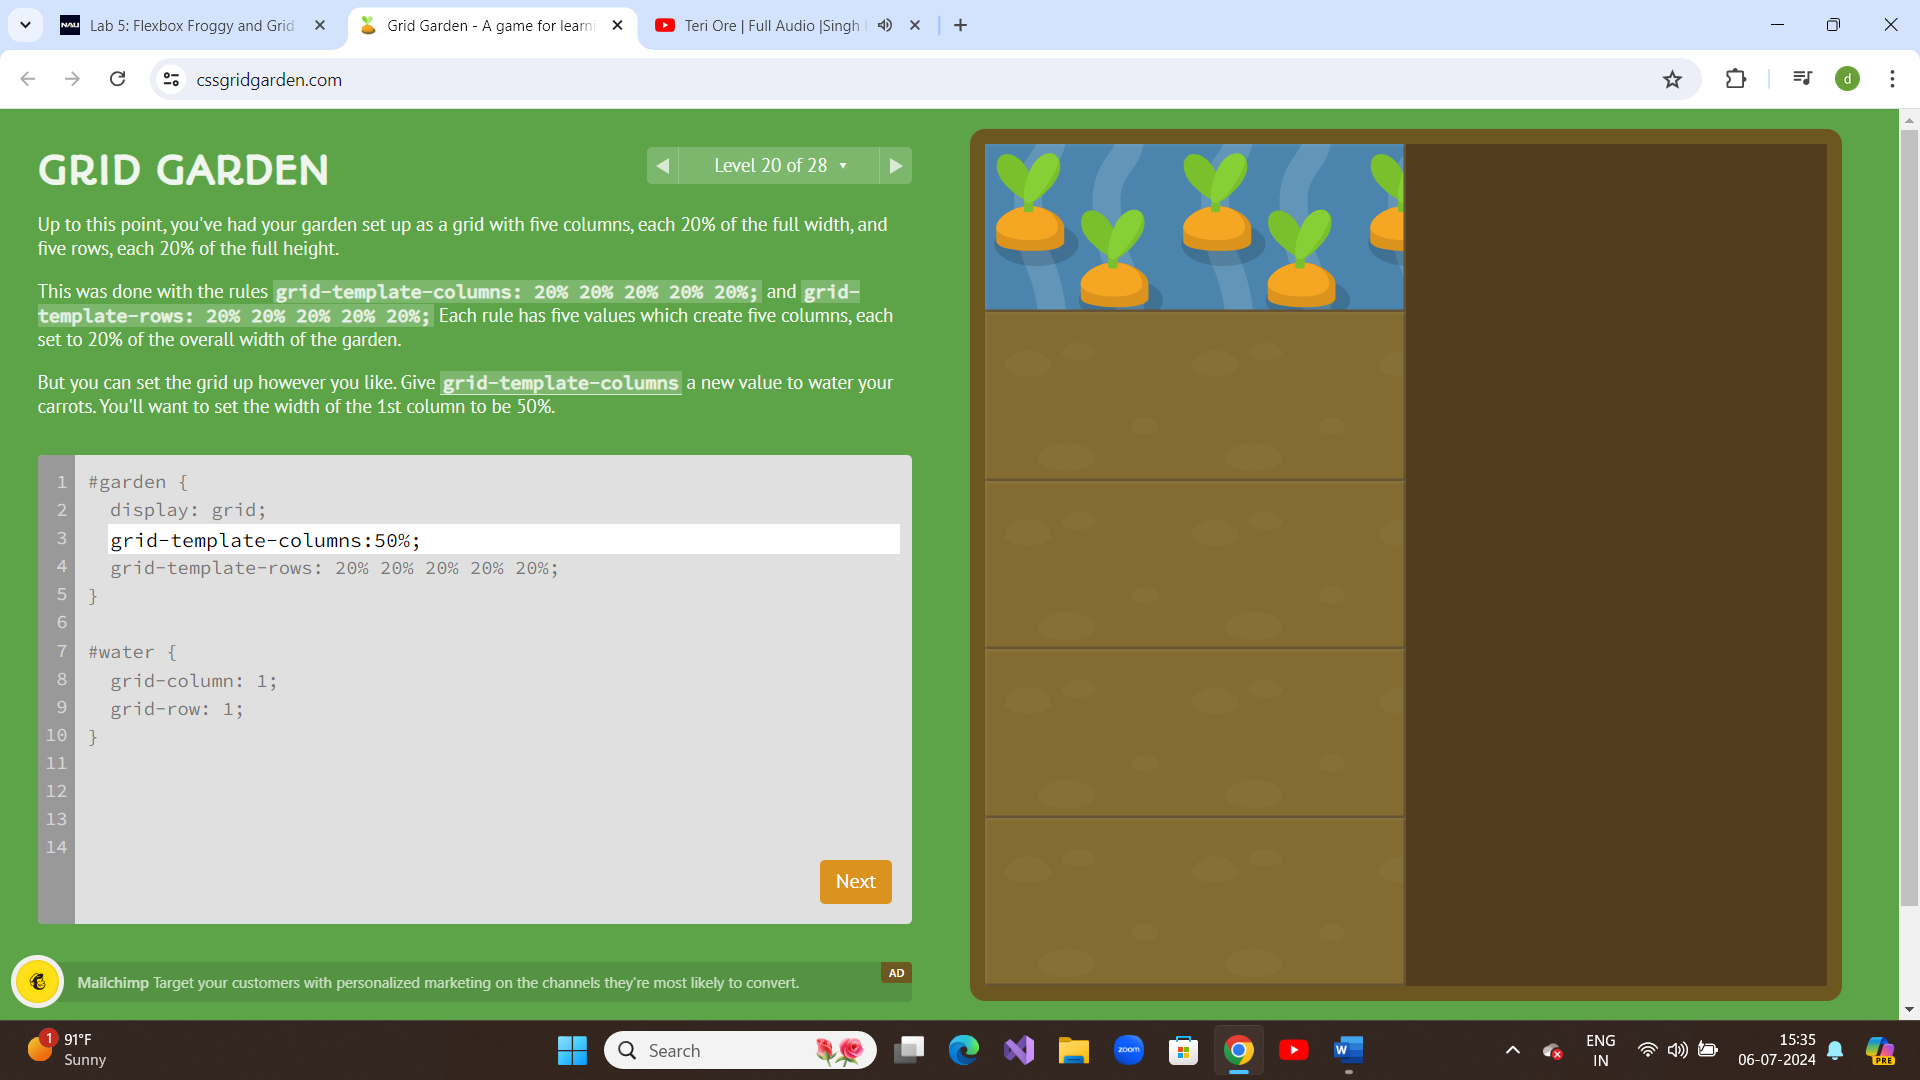 NAU Lab 5: Flexbox Froggy and Grid
Grid Garden - A game for learni
Teri Ore | Full Audio |Singh
cssgridgarden.com
d
GRID GARDEN
Level 20 of 28
Up to this point, you've had your garden set up as a grid with five columns, each 20% of the full width, and
five rows, each 20% of the full height.
This was done with the rules grid-template-columns: 20% 20% 20% 20% 20%; and grid-
template-rows: 20% 20% 20% 20% 20%; Each rule has five values which create five columns, each
set to 20% of the overall width of the garden.
But you can set the grid up however you like. Give grid-template-columns a new value to water your
carrots. You'll want to set the width of the 1st column to be 50%.
1 #garden {
2 display: grid;
3 grid-template-columns:50%;
4 grid-template-rows: 20% 20% 20% 20% 20%;
5 }
6
7 #water {
8 grid-column: 1;
9 grid-row: 1;
10 }
11
12
13
14
Next
AD
Mailchimp Target your customers with personalized marketing on the channels they're most likely to convert.
1
91°F
Sunny
Search
zoom
W
ENG
IN
15:35
06-07-2024
PRE